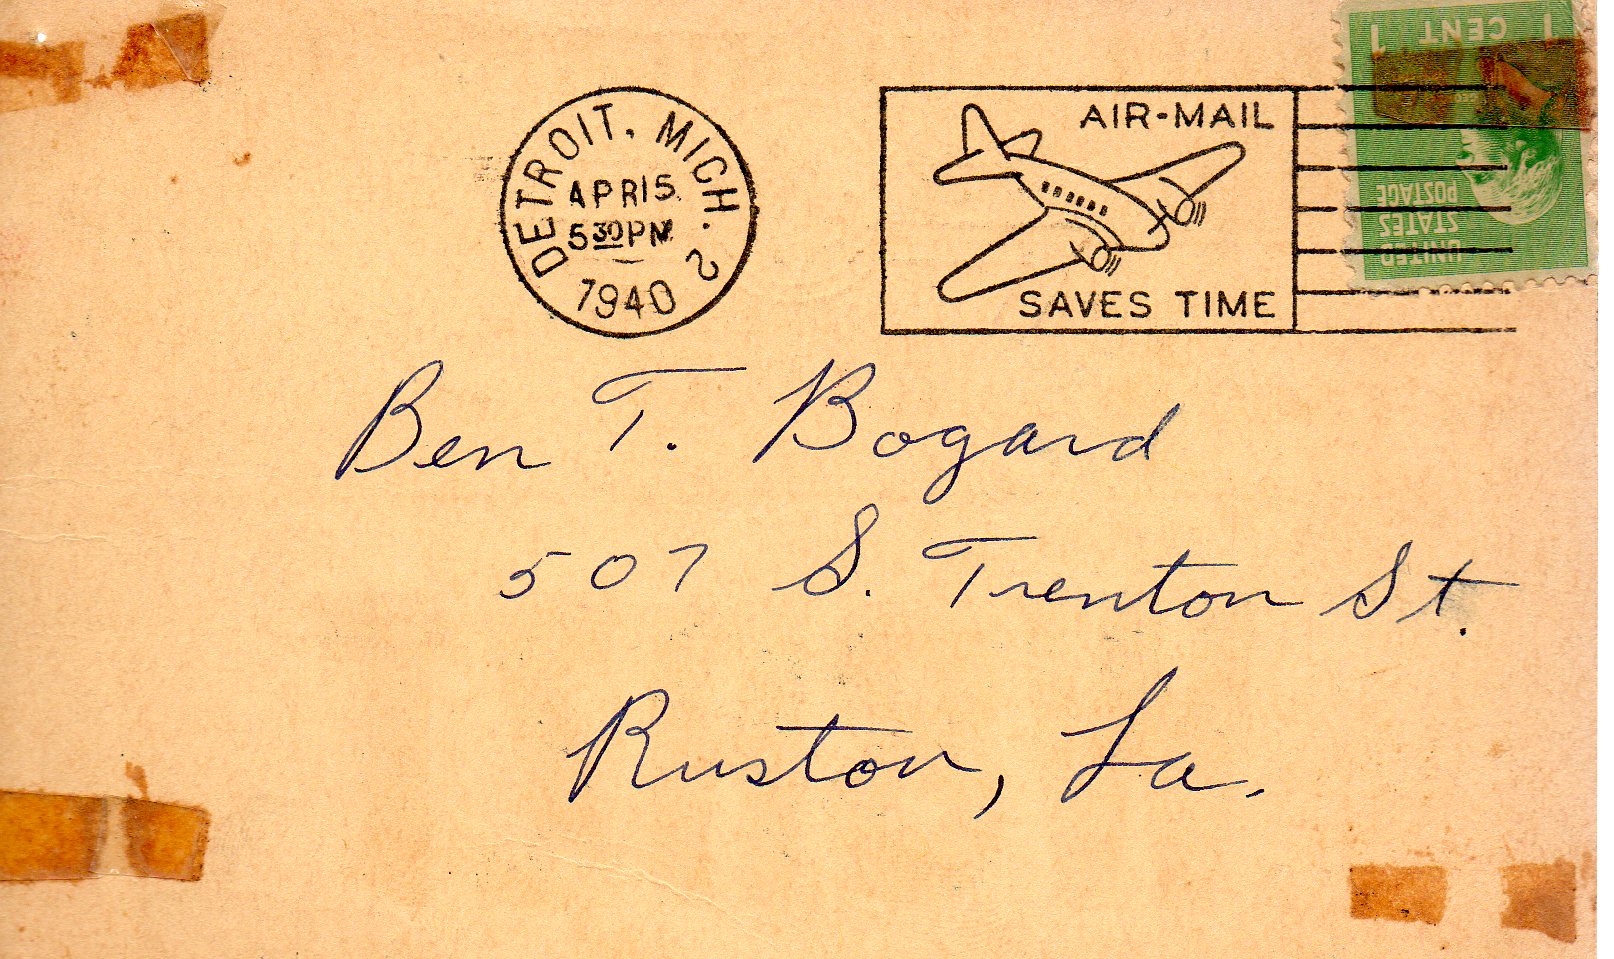 DETROIT, MICH. 2
APR 15
5 30 PM
1940
AIR-MAIL
SAVES TIME
1 CENT 1
UNITED
STATES
POSTAGE
Ben T. Bogard
507 S. Trenton St.
Ruston, La.